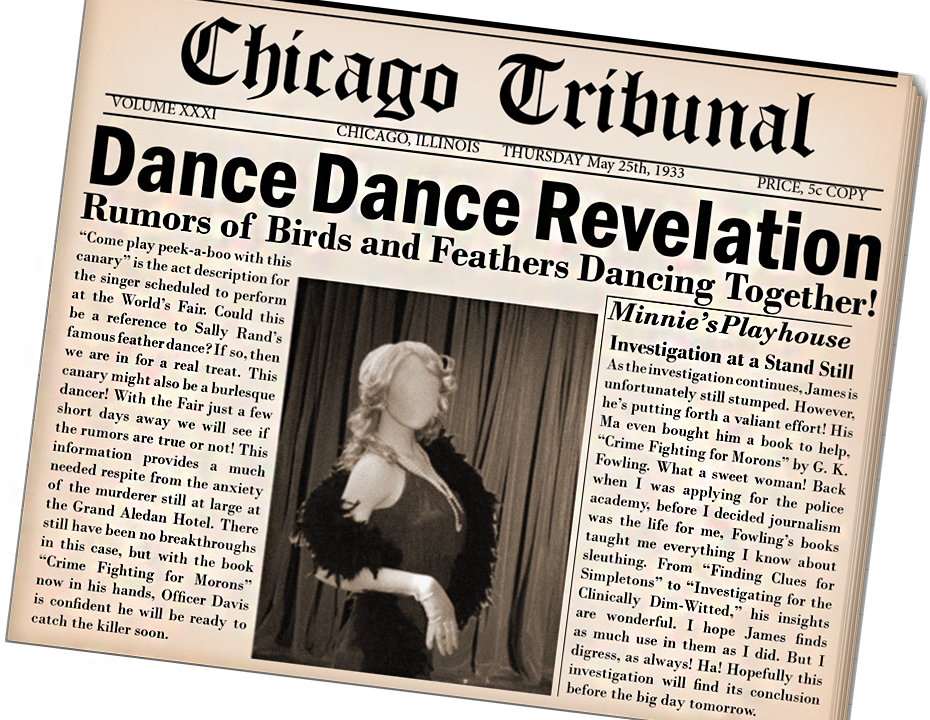 Chicago Tribunal
VOLUME XXXI
CHICAGO, ILLINOIS THURSDAY May 25th, 1933
PRICE, 5c COPY
Dance Dance Revelation
Rumors of Birds and Feathers Dancing Together!
“Come play peek-a-boo with this
canary” is the act description for
the singer scheduled to perform
at the World’s Fair. Could this
be a reference to Sally Rand’s
famous feather dance? If so, then
we are in for a real treat. This
canary might also be a burlesque
dancer! With the Fair just a few
short days away we will see if
the rumors are true or not! This
information provides a much
needed respite from the anxiety
of the murderer still at large at
the Grand Aledan Hotel. There
still have been no breakthroughs
in this case, but with the book
“Crime Fighting for Morons”
now in his hands, Officer Davis
is confident he will be ready to
catch the killer soon.
Minnie’s Playhouse
Investigation at a Stand Still
As the investigation continues, James is
unfortunately still stumped. However,
he’s putting forth a valiant effort! His
Ma even bought him a book to help,
“Crime Fighting for Morons” by G. K.
Fowling. What a sweet woman! Back
when I was applying for the police
academy, before I decided journalism
was the life for me, Fowling’s books
taught me everything I know about
sleuthing. From “Finding Clues for
Simpletons” to “Investigating for the
Clinically Dim-Witted,” his insights
are wonderful. I hope James finds
as much use in them as I did. But I
digress, as always! Ha! Hopefully this
investigation will find its conclusion
before the big day tomorrow.